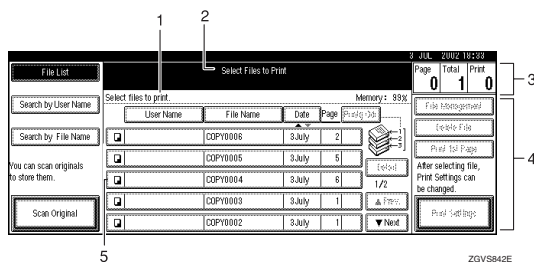 1
2
3 JUL 2002 18:33
File List
Select Files to Print
Page Total Print
0 1 0
3
Select files to print.
Memory: 99%
Search by User Name
User Name File Name Date Page Printing Order
File Management
COPY0006 3July 2
Delete File
Search by File Name
COPY0005 5July 5
Print 1st Page
You can scan originals to store them.
COPY0004 3July 6
1/2
After selecting file, Print Settings can be changed.
4
COPY0003 3July 1
▲ Prev.
Scan Original
COPY0002 3July 1
▼ Next
Print Settings
5
ZGVS842E